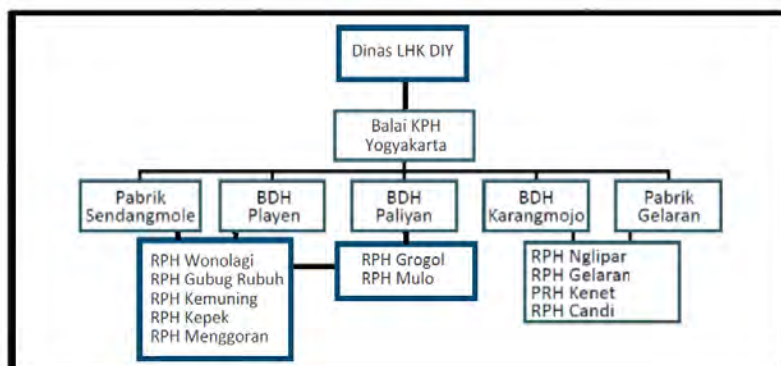 Dinas LHK DIY
Balai KPH
Yogyakarta
Pabrik
Sendangmole
BDH
Playen
BDH
Paliyan
BDH
Karangmojo
Pabrik
Gelaran
RPH Wonolagi
RPH Gubug Rubuh
RPH Kemuning
RPH Kepek
RPH Menggoran
RPH Grogol
RPH Mulo
RPH Nglipar
RPH Gelaran
PRH Kenet
RPH Candi